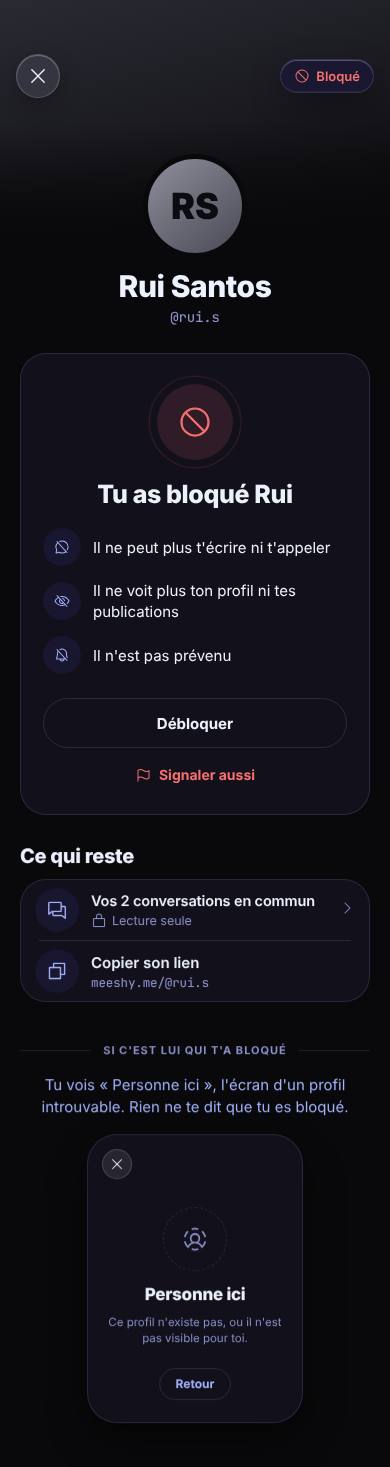 Bloqué
RS
Rui Santos
@rui.s
Tu as bloqué Rui
Il ne peut plus t'écrire ni t'appeler
Il ne voit plus ton profil ni tes
publications
Il n'est pas prévenu
Débloquer
Signaler aussi
Ce qui reste
Vos 2 conversations en commun
Lecture seule
Copier son lien
meeshy.me/@rui.s
SI C'EST LUI QUI T'A BLOQUÉ
Tu vois « Personne ici », l'écran d'un profil
introuvable. Rien ne te dit que tu es bloqué.
Personne ici
Ce profil n'existe pas, ou il n'est
pas visible pour toi.
Retour